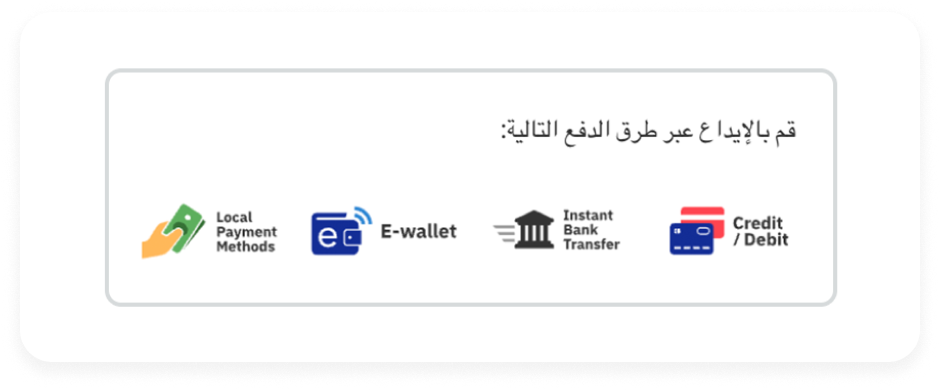 قم بالإيداع عبر طرق الدفع التالية:
Credit
/ Debit
Instant
Bank
Transfer
e
E-wallet
Local
Payment
Methods